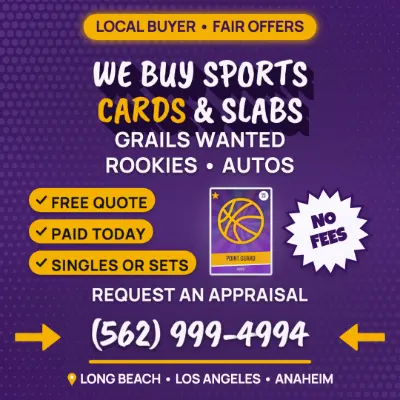 LOCAL BUYER • FAIR OFFERS
WE BUY SPORTS
CARDS & SLABS
GRAILS WANTED
ROOKIES • AUTOS
FREE QUOTE
PAID TODAY
SINGLES OR SETS
POINT GUARD
NO
FEES
REQUEST AN APPRAISAL
(562) 999-4994
LONG BEACH • LOS ANGELES • ANAHEIM